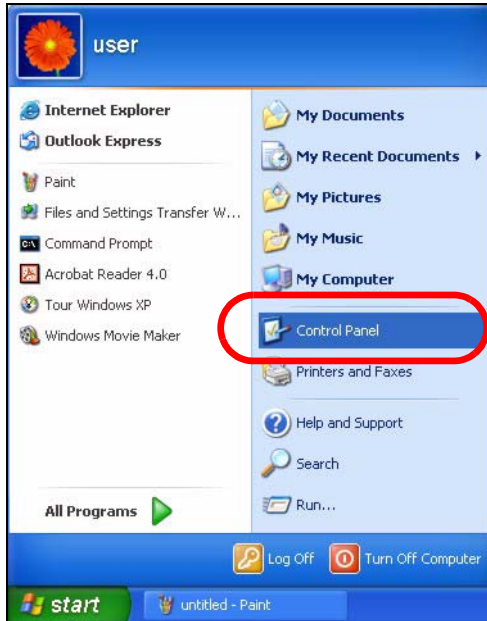 user
Internet Explorer
Outlook Express
Paint
Files and Settings Transfer W...
Command Prompt
Acrobat Reader 4.0
Tour Windows XP
Windows Movie Maker
All Programs
My Documents
My Recent Documents
My Pictures
My Music
My Computer
Control Panel
Printers and Faxes
Help and Support
Search
Run...
Log Off
Turn Off Computer
start
untitled - Paint